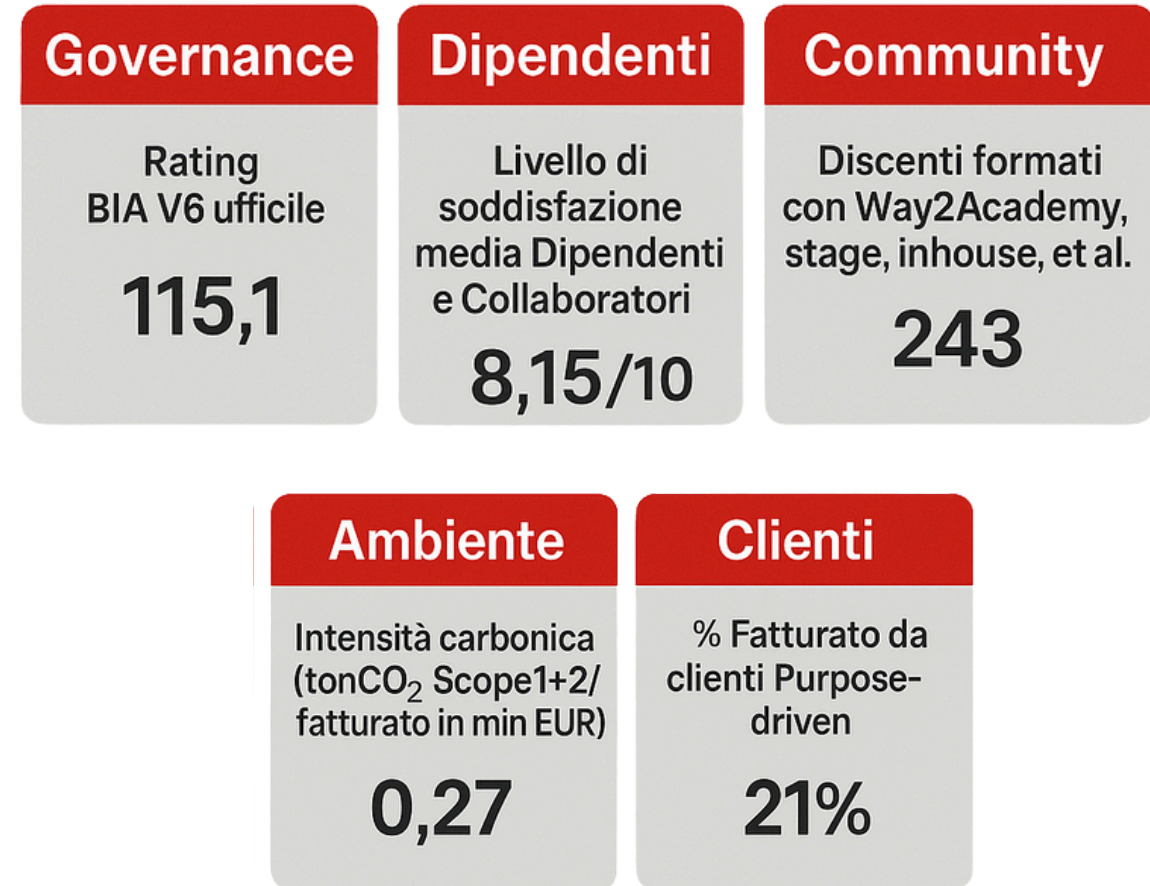 Governance
Rating
BIA V6 ufficile
115,1
Dipendenti
Livello di
soddisfazione
media Dipendenti
e Collaboratori
8,15/10
Community
Discenti formati
con Way2Academy,
stage, inhouse, et al.
243
Ambiente
Intensità carbonica
(tonCO₂ Scope1+2/
fatturato in min EUR)
0,27
Clienti
% Fatturato da
clienti Purpose-
driven
21%